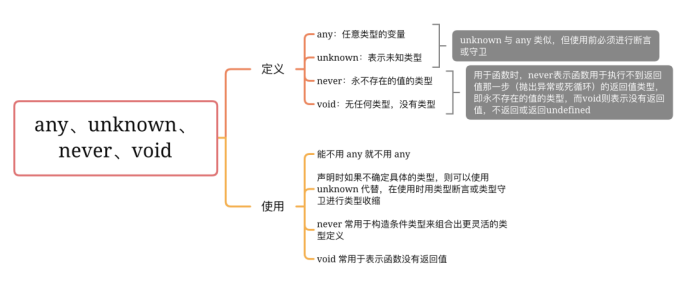 any、unknown、
never、void
定义
any：任意类型的变量
unknown：表示未知类型
unknown 与 any 类似，但使用前必须进行断言
或守卫
never：永不存在的值的类型
void：无任何类型，没有类型
用于函数时，never表示函数用于执行不到返回
值那一步（抛出异常或死循环）的返回值类型，
即永不存在的值的类型，而void则表示没有返回
值，不返回或返回undefined
使用
能不用 any 就不用 any
声明时如果不确定具体的类型，则可以使用
unknown 代替，在使用时用类型断言或类型守
卫进行类型收缩
never 常用于构造条件类型来组合出更灵活的类
型定义
void 常用于表示函数没有返回值